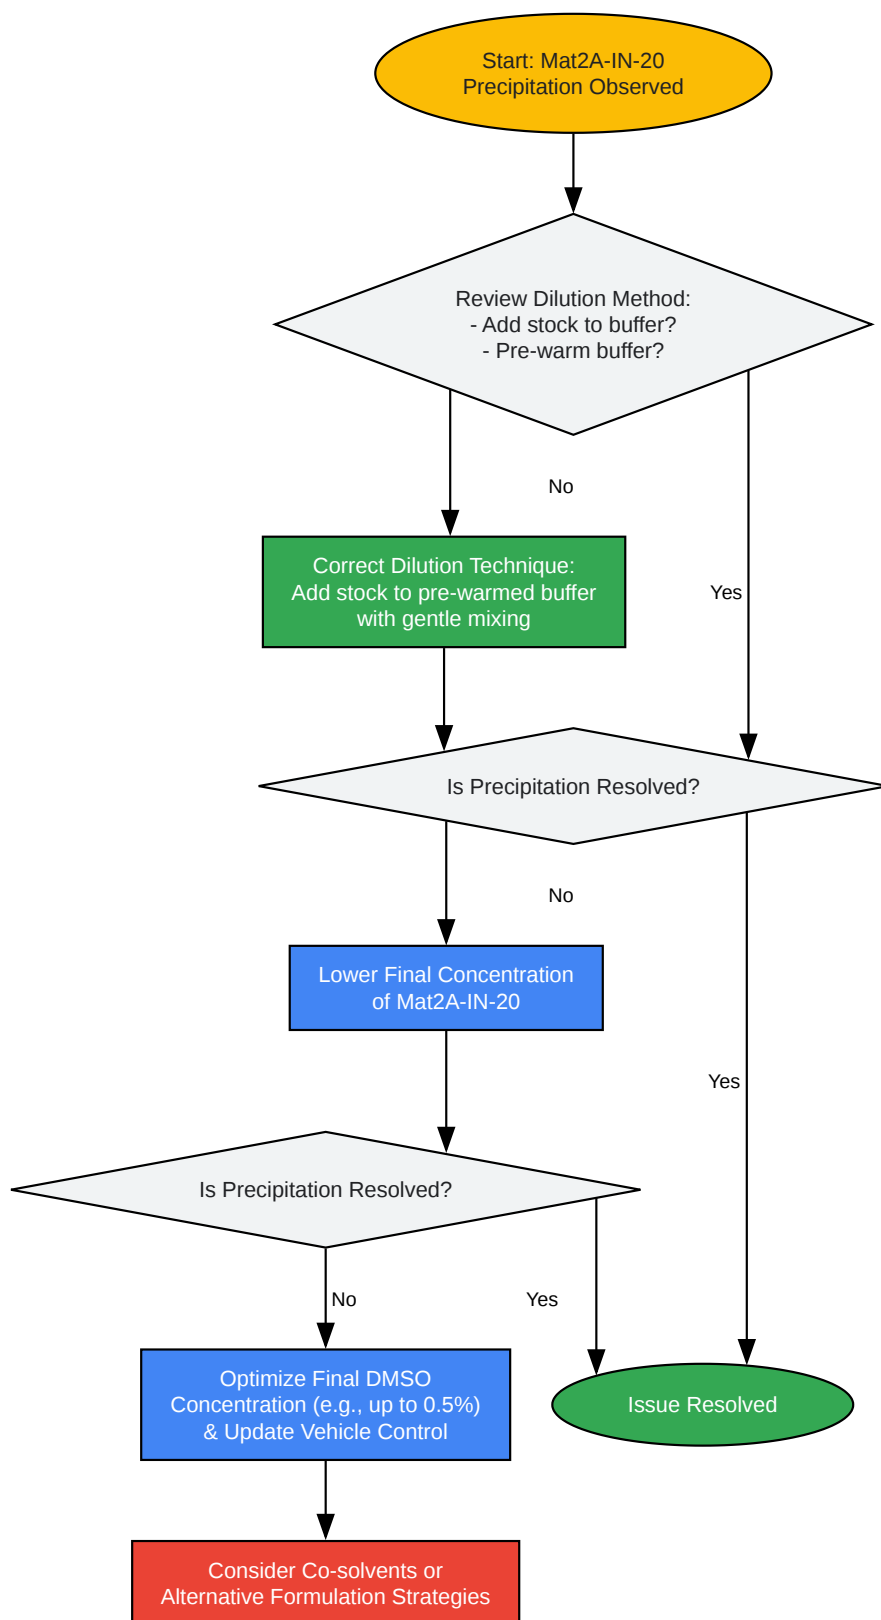 Start: Mat2A-IN-20
Precipitation Observed
Review Dilution Method:
- Add stock to buffer?
- Pre-warm buffer?
No
Correct Dilution Technique:
Add stock to pre-warmed buffer
with gentle mixing
Yes
Is Precipitation Resolved?
No
Lower Final Concentration
of Mat2A-IN-20
Yes
Is Precipitation Resolved?
No
Yes
Optimize Final DMSO
Concentration (e.g., up to 0.5%)
& Update Vehicle Control
Issue Resolved
Consider Co-solvents or
Alternative Formulation Strategies